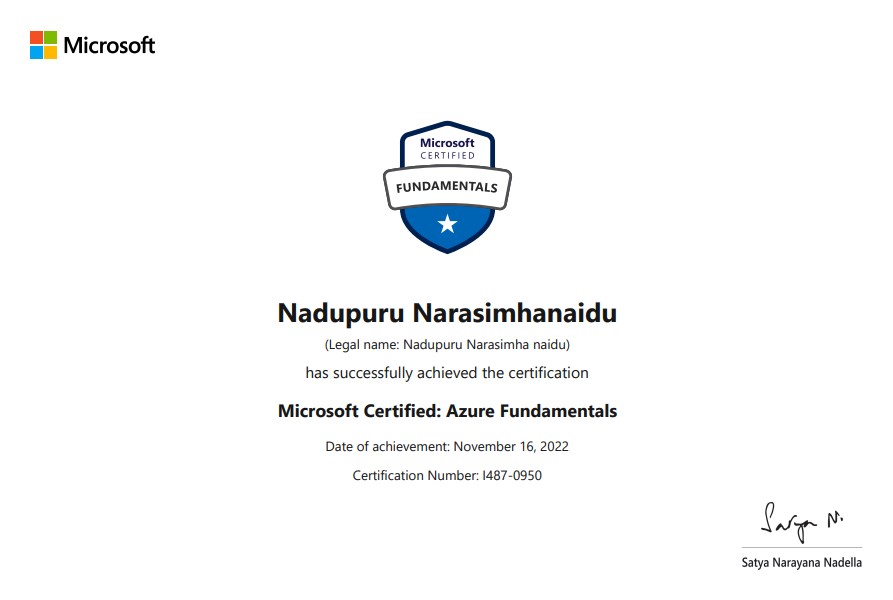 Microsoft
Microsoft
CERTIFIED
FUNDAMENTALS
Nadupuru Narasimhanaidu
(Legal name: Nadupuru Narasimha naidu)
has successfully achieved the certification
Microsoft Certified: Azure Fundamentals
Date of achievement: November 16, 2022
Certification Number: I487-0950
Satya N.
Satya Narayana Nadella